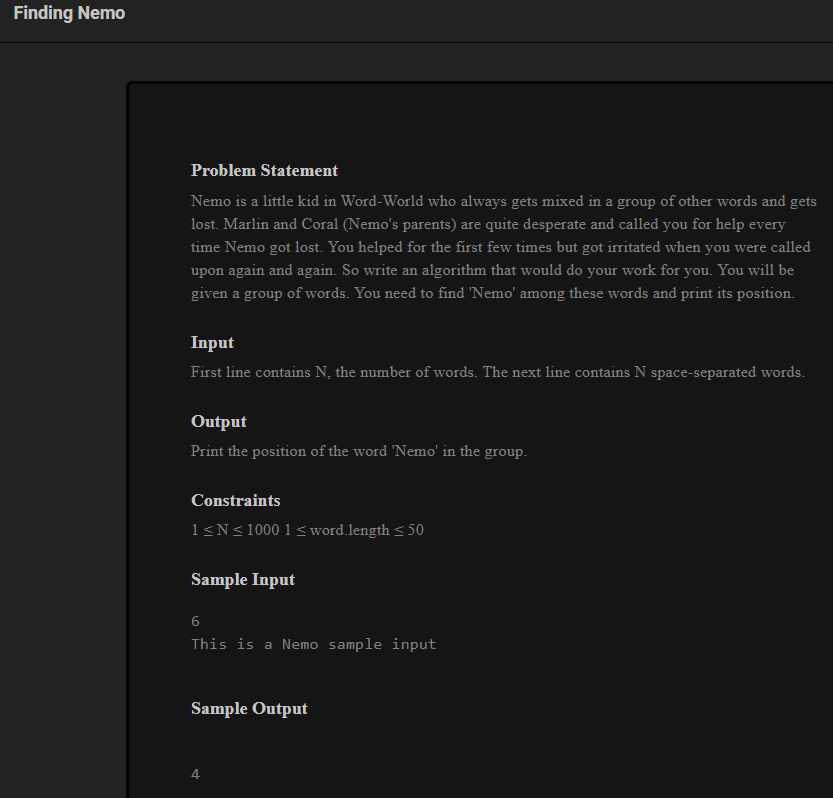 Finding Nemo
Problem Statement
Nemo is a little kid in Word-World who always gets mixed in a group of other words and gets
lost. Marlin and Coral (Nemo's parents) are quite desperate and called you for help every
time Nemo got lost. You helped for the first few times but got irritated when you were called
upon again and again. So write an algorithm that would do your work for you. You will be
given a group of words. You need to find 'Nemo' among these words and print its position.
Input
First line contains N, the number of words. The next line contains N space-separated words.
Output
Print the position of the word 'Nemo' in the group.
Constraints
1 ≤ N ≤ 1000 1 ≤ word.length ≤ 50
Sample Input
6
This is a Nemo sample input
Sample Output
4